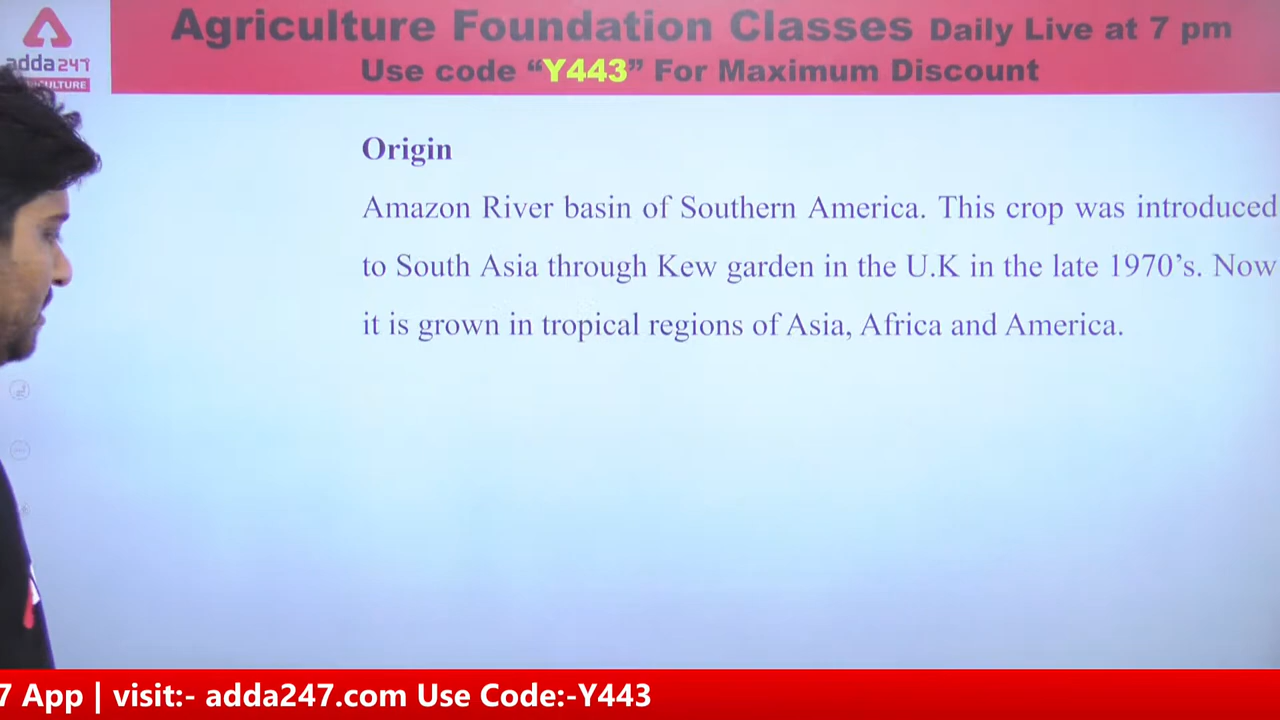 Agriculture Foundation Classes Daily Live at 7 pm
Use code “Y443” For Maximum Discount
adda247
Origin
Amazon River basin of Southern America. This crop was introduced
to South Asia through Kew garden in the U.K in the late 1970’s. Now
it is grown in tropical regions of Asia, Africa and America.
7 App | visit:- adda247.com Use Code:-Y443